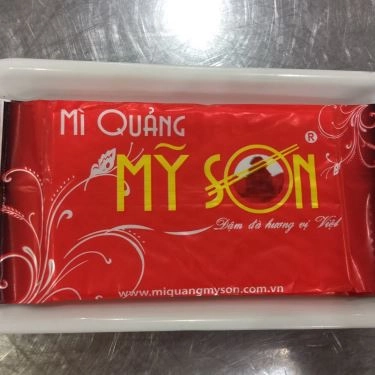 MÌ QUẢNG
MỸ SƠN ®
Đậm đà hương vị Việt
www.miquangmyson.com.vn